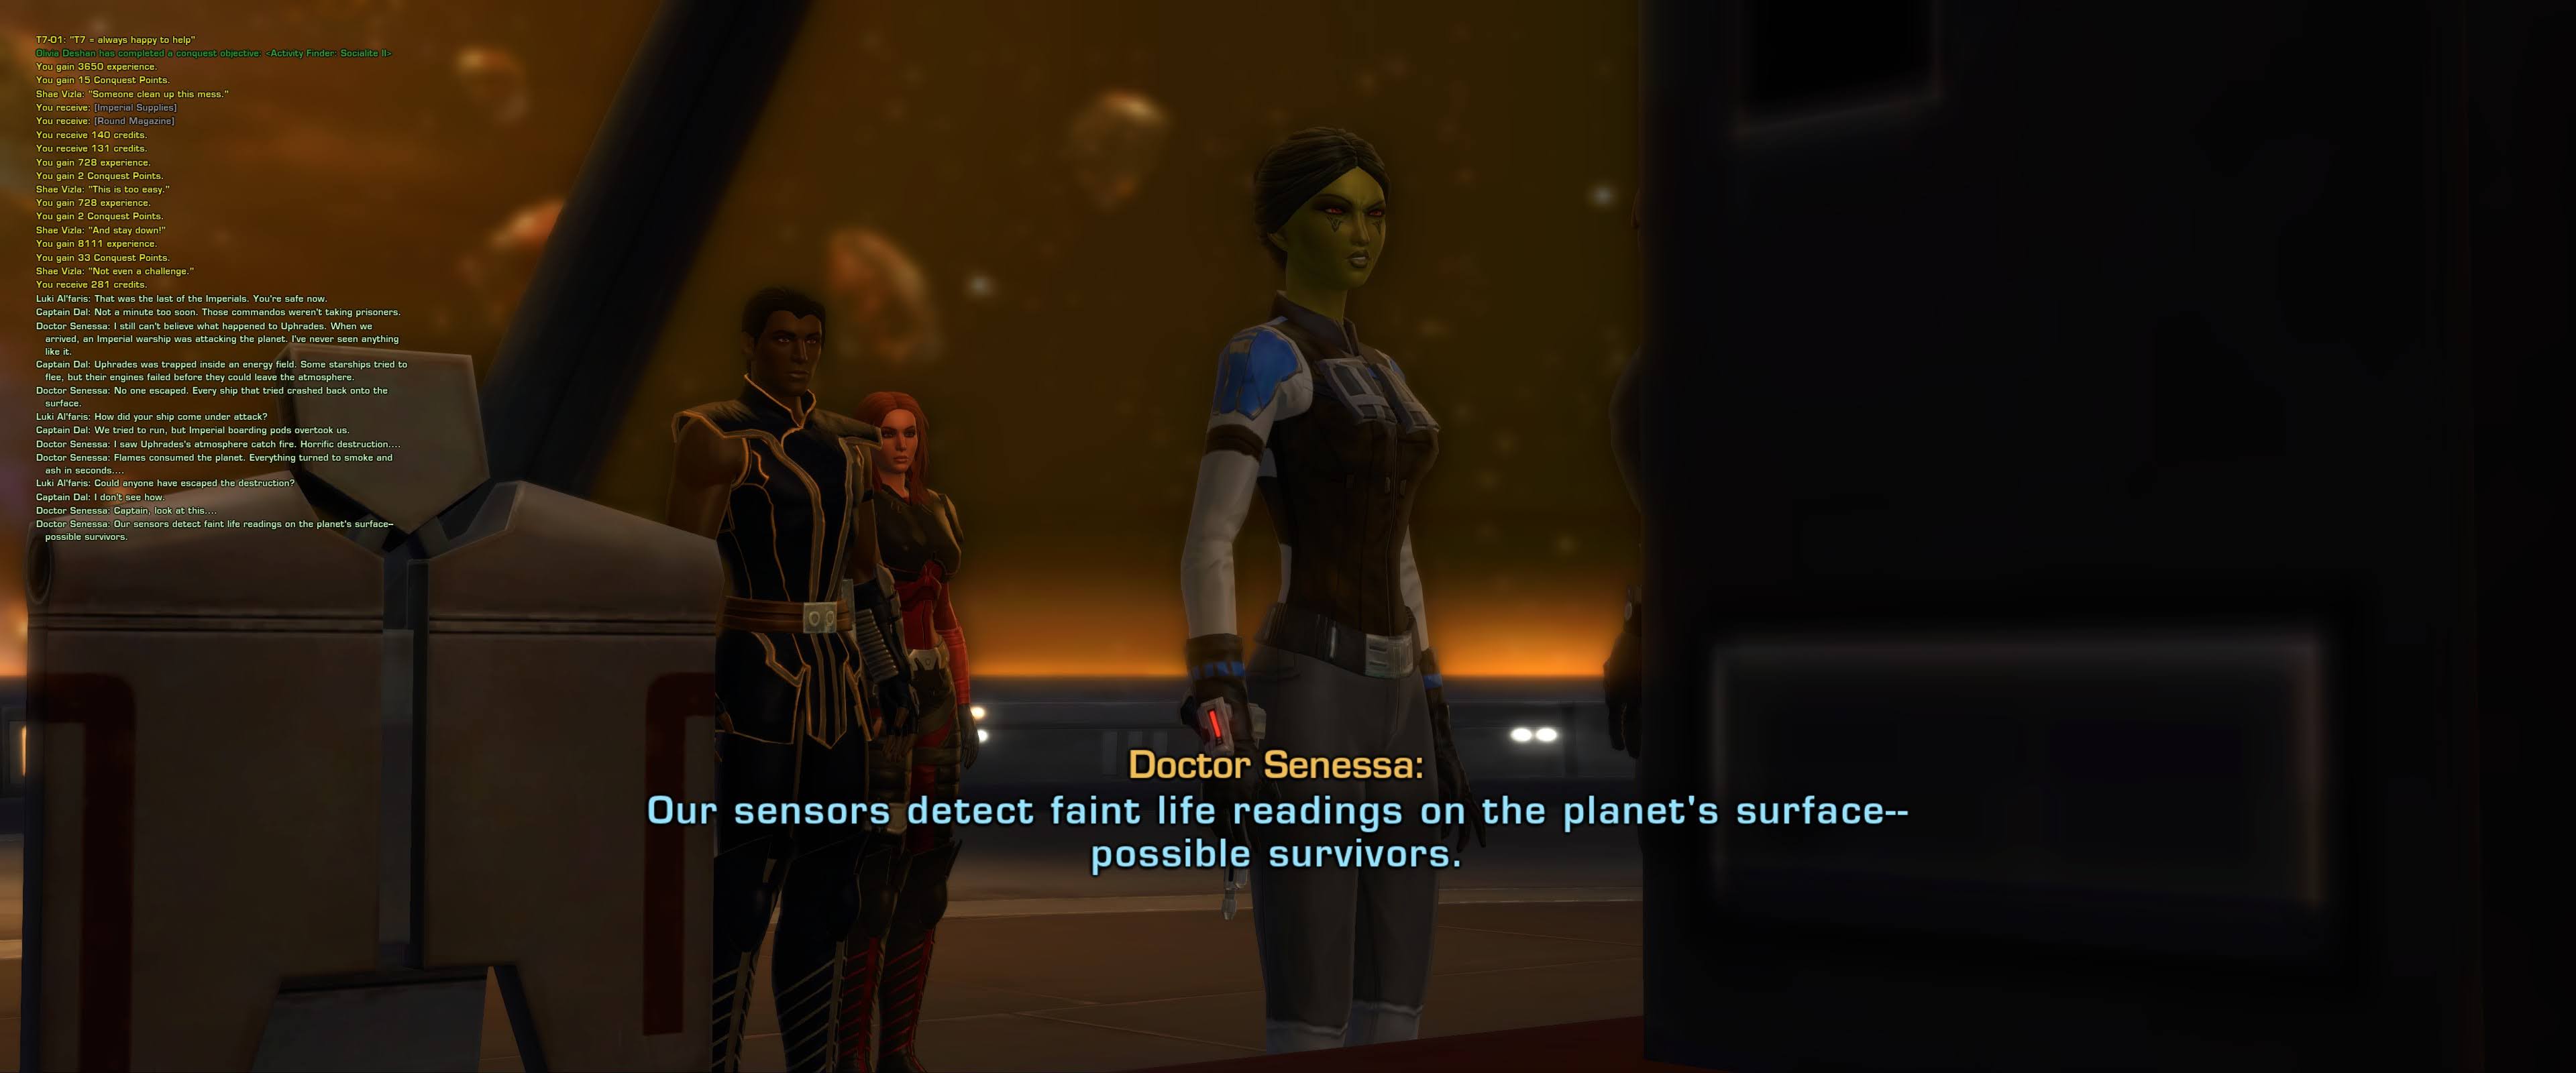 T7-01: "T7 = always happy to help"
Olivia Deshan has completed a conquest objective: <Activity Finder: Socialite II>
You gain 3650 experience.
You gain 15 Conquest Points.
Shae Vizla: "Someone clean up this mess."
You receive: [Imperial Supplies]
You receive: [Round Magazine]
You receive 140 credits.
You receive 131 credits.
You gain 728 experience.
You gain 2 Conquest Points.
Shae Vizla: "This is too easy."
You gain 728 experience.
You gain 2 Conquest Points.
Shae Vizla: "And stay down!"
You gain 8111 experience.
You gain 33 Conquest Points.
Shae Vizla: "Not even a challenge."
You receive 281 credits.
Luki Al'faris: That was the last of the Imperials. You're safe now.
Captain Dal: Not a minute too soon. Those commandos weren't taking prisoners.
Doctor Senessa: I still can't believe what happened to Uphrades. When we
arrived, an Imperial warship was attacking the planet. I've never seen anything
like it.
Captain Dal: Uphrades was trapped inside an energy field. Some starships tried to
flee, but their engines failed before they could leave the atmosphere.
Doctor Senessa: No one escaped. Every ship that tried crashed back onto the
surface.
Luki Al'faris: How did your ship come under attack?
Captain Dal: We tried to run, but Imperial boarding pods overtook us.
Doctor Senessa: I saw Uphrades's atmosphere catch fire. Horrific destruction....
Doctor Senessa: Flames consumed the planet. Everything turned to smoke and
ash in seconds....
Luki Al'faris: Could anyone have escaped the destruction?
Captain Dal: I don't see how.
Doctor Senessa: Captain, look at this....
Doctor Senessa: Our sensors detect faint life readings on the planet's surface--
possible survivors.
Doctor Senessa:
Our sensors detect faint life readings on the planet's surface--
possible survivors.